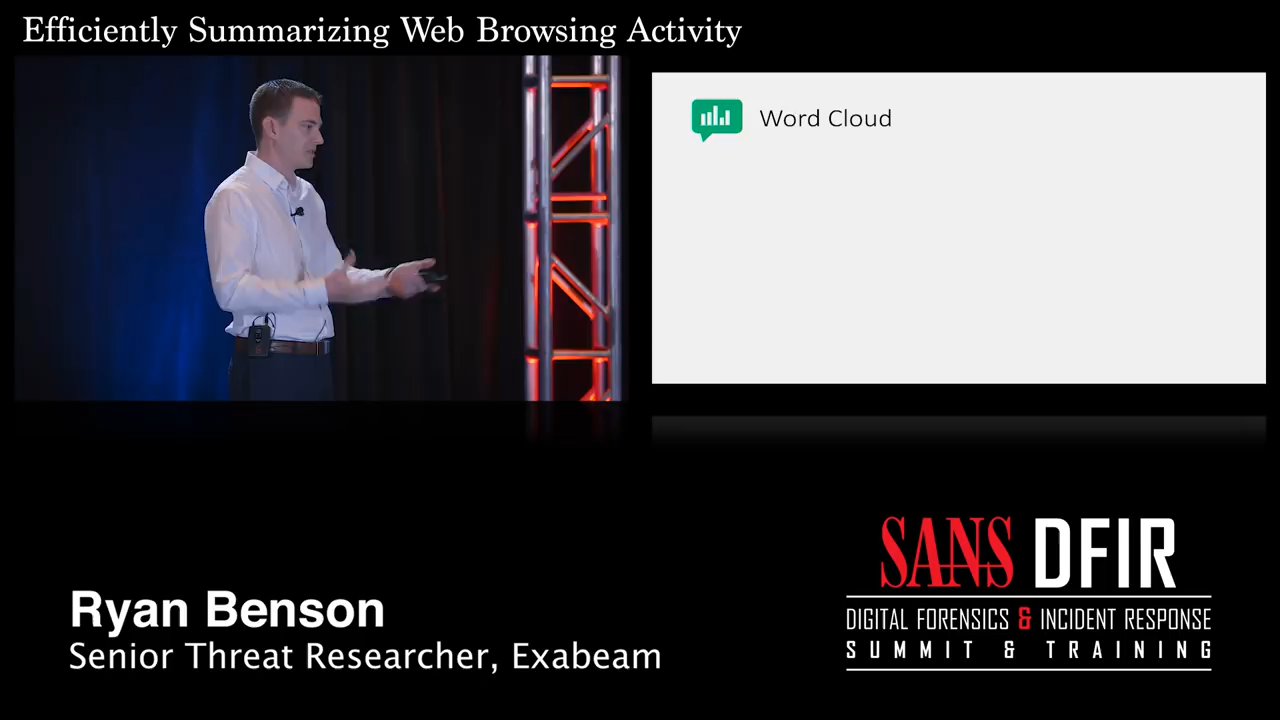 Efficiently Summarizing Web Browsing Activity
Word Cloud
Ryan Benson
Senior Threat Researcher, Exabeam
SANS DFIR
DIGITAL FORENSICS & INCIDENT RESPONSE
SUMMIT & TRAINING